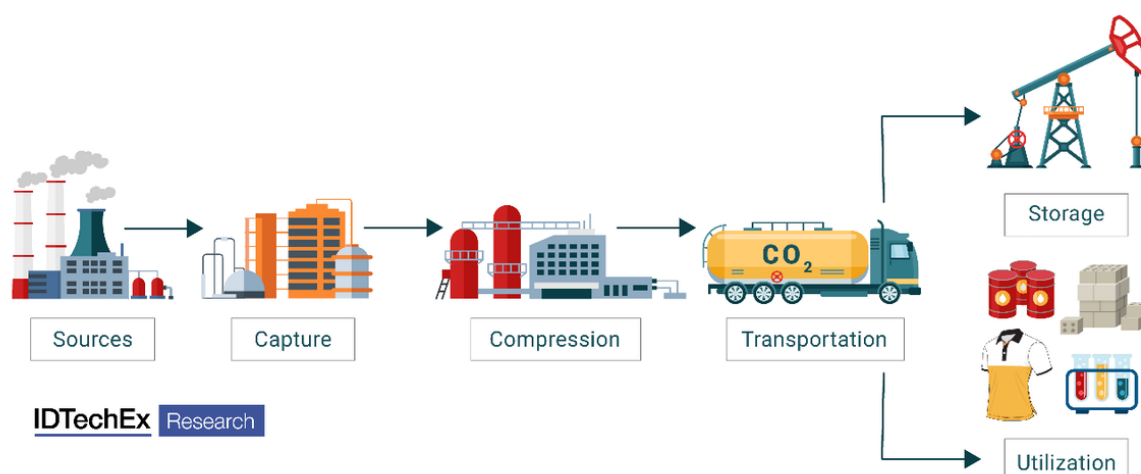 CO2
Storage
Sources
Capture
Compression
Transportation
IDTechEx Research
Utilization